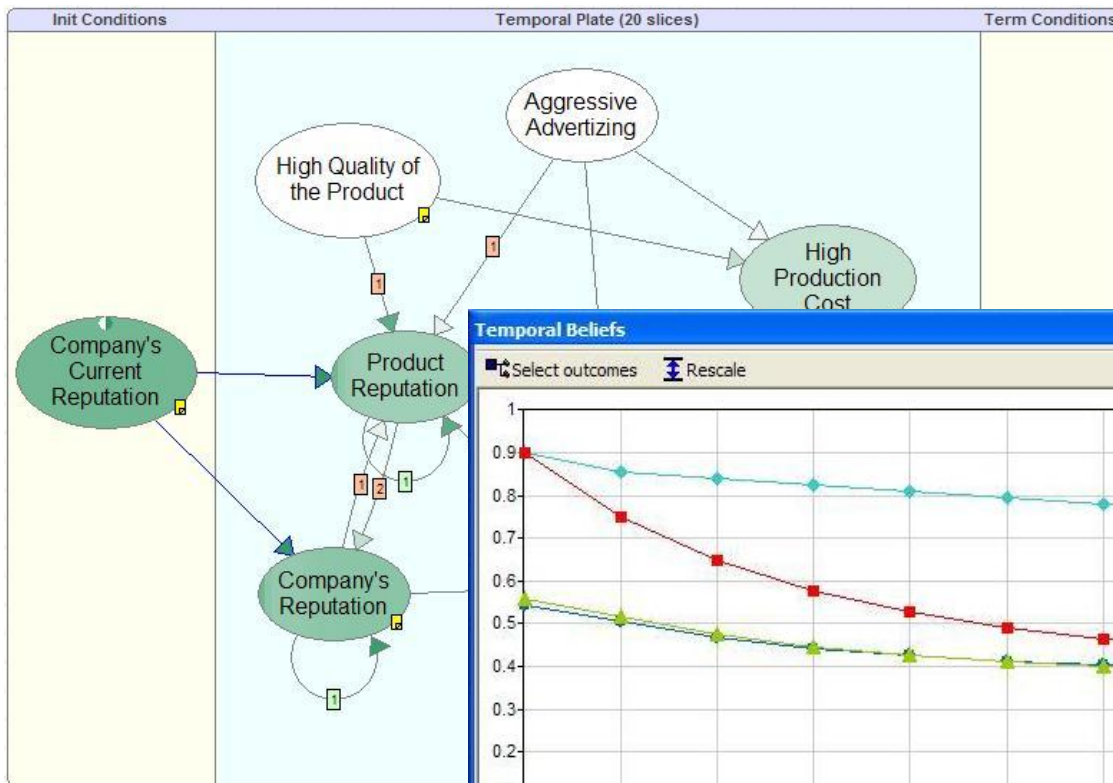 Init Conditions
Temporal Plate (20 slices)
Term Conditions
Aggressive
Advertizing
High Quality of
the Product
1
1
High
Production
Cost
Company's
Current
Reputation
Product
Reputation
1
2
1
Company's
Reputation
1
Temporal Beliefs
Select outcomes
Rescale
1
0.9
0.8
0.7
0.6
0.5
0.4
0.3
0.2